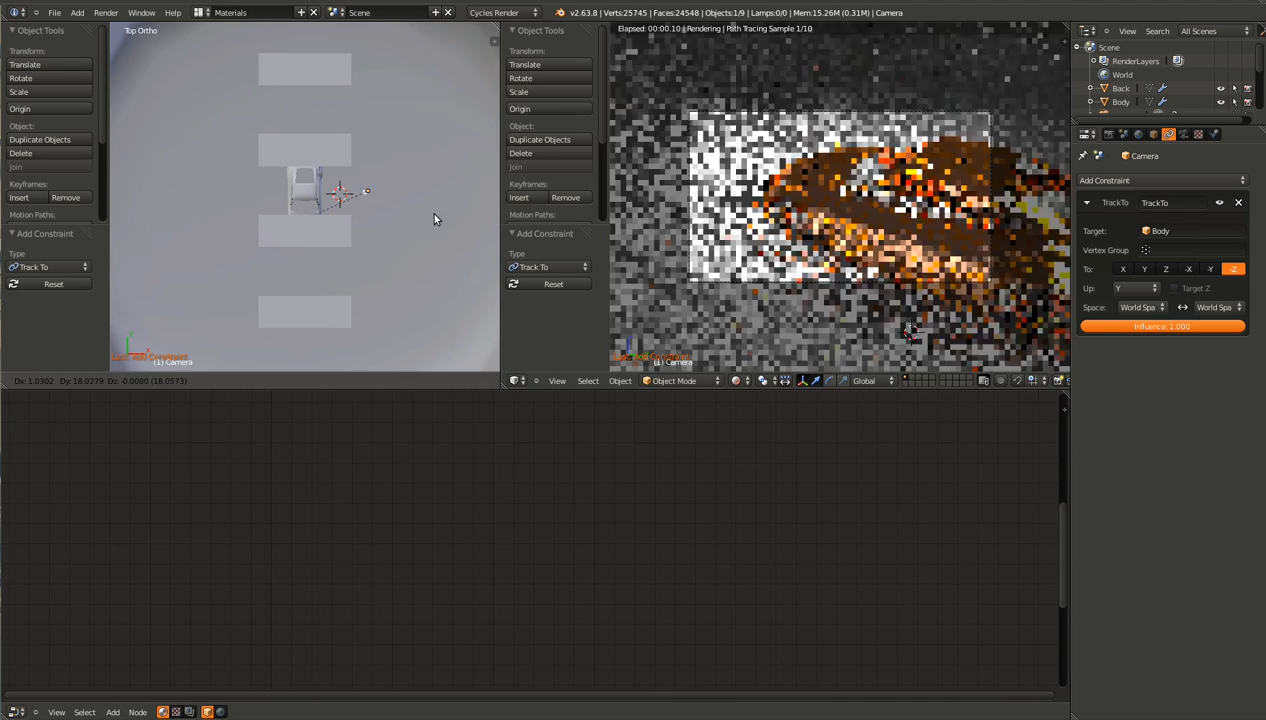 File Add Render Window Help Materials Scene Cycles Render v2.63.8 | Verts:25745 | Faces:24548 | Objects:1/9 | Lamps:0/0 | Mem:15.26M (0.31M) | Camera
Object Tools
Transform:
Translate
Rotate
Scale
Origin
Object:
Duplicate Objects
Delete
Join
Keyframes:
Insert Remove
Motion Paths:
Add Constraint
Type
Track To
Reset
Top Ortho
(1) Camera
Dx: 1.0302 Dy: 18.0279 Dz: -0.0000 (18.0573)
Object Tools
Transform:
Translate
Rotate
Scale
Origin
Object:
Duplicate Objects
Delete
Join
Keyframes:
Insert Remove
Motion Paths:
Add Constraint
Type
Track To
Reset
Elapsed: 00:00.10 | Rendering | Path Tracing Sample 1/10
Last: Add Constraint
(1) Camera
View Select Object Object Mode Global
View Search All Scenes
Scene
RenderLayers
World
Back
Body
Camera
Add Constraint
TrackTo TrackTo
Target: Body
Vertex Group
To: X Y Z -X -Y -Z
Up: Y Target Z
Space: World Spa World Spa
Influence: 1.000
View Select Add Node